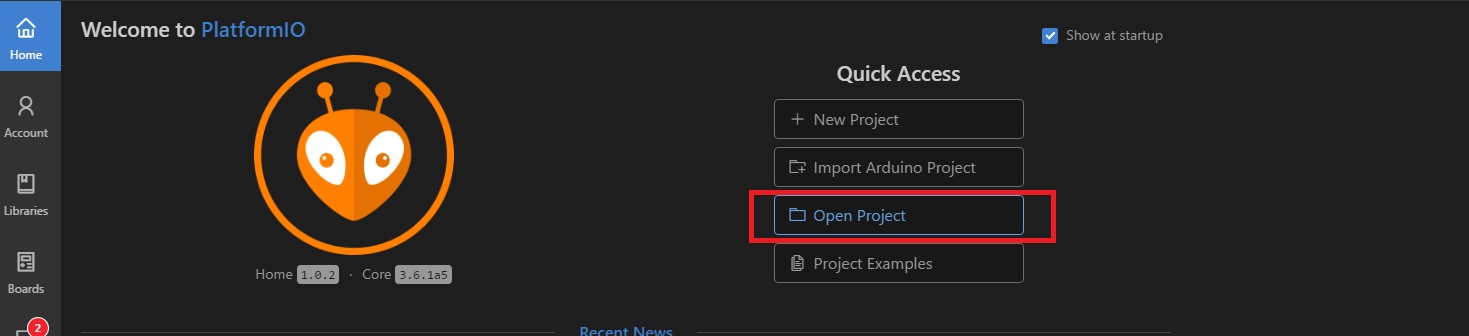 Home
Account
Libraries
Boards
2
Welcome to PlatformIO
Show at startup
Quick Access
New Project
Import Arduino Project
Open Project
Project Examples
Home 1.0.2 · Core 3.6.1a5
Recent News